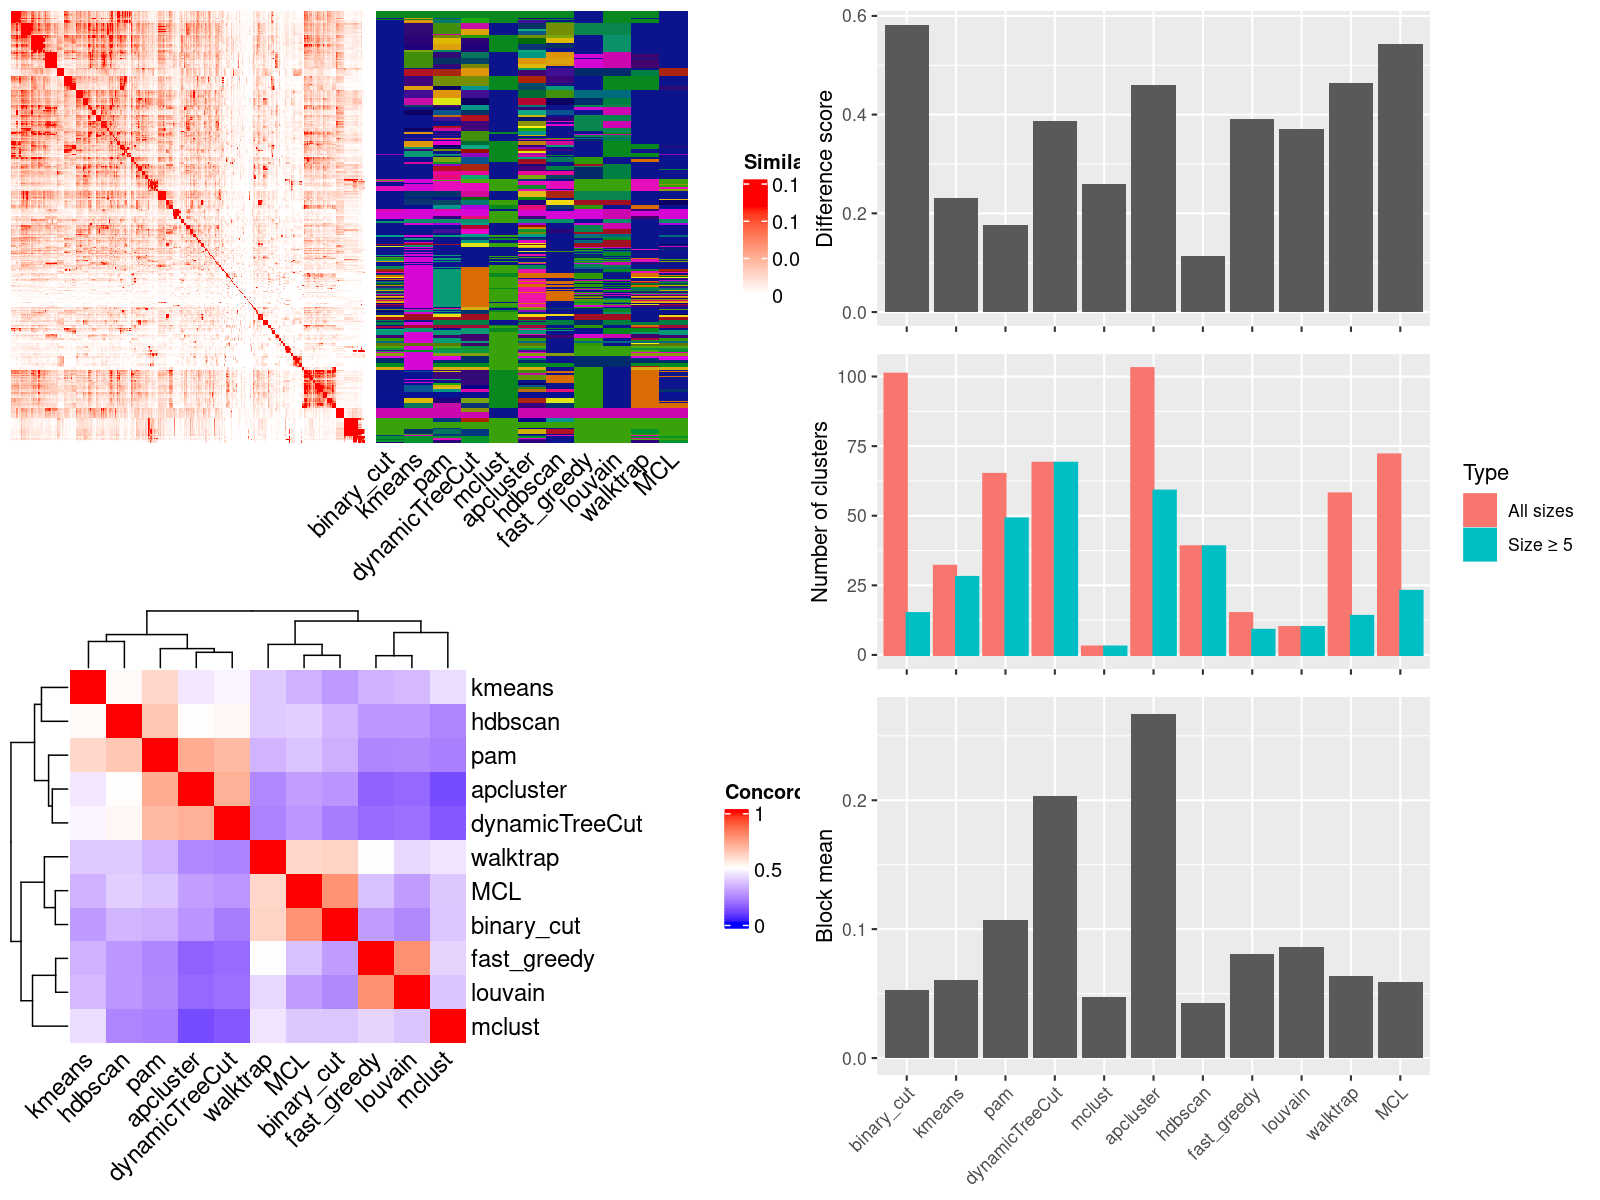 Simila
0.1
0.1
0.0
0
binary_cut
kmeans
pam
dynamicTreeCut
mclust
apcluster
hdbscan
fast_greedy
louvain
walktrap
MCL
kmeans
hdbscan
pam
apcluster
dynamicTreeCut
walktrap
MCL
binary_cut
fast_greedy
louvain
mclust
kmeans
hdbscan
pam
apcluster
dynamicTreeCut
walktrap
MCL
binary_cut
fast_greedy
louvain
mclust
Concord
1
0.5
0
Difference score
0.6
0.4
0.2
0.0
Number of clusters
100
75
50
25
0
Type
All sizes
Size ≥ 5
Block mean
0.2
0.1
0.0
binary_cut
kmeans
pam
dynamicTreeCut
mclust
apcluster
hdbscan
fast_greedy
louvain
walktrap
MCL